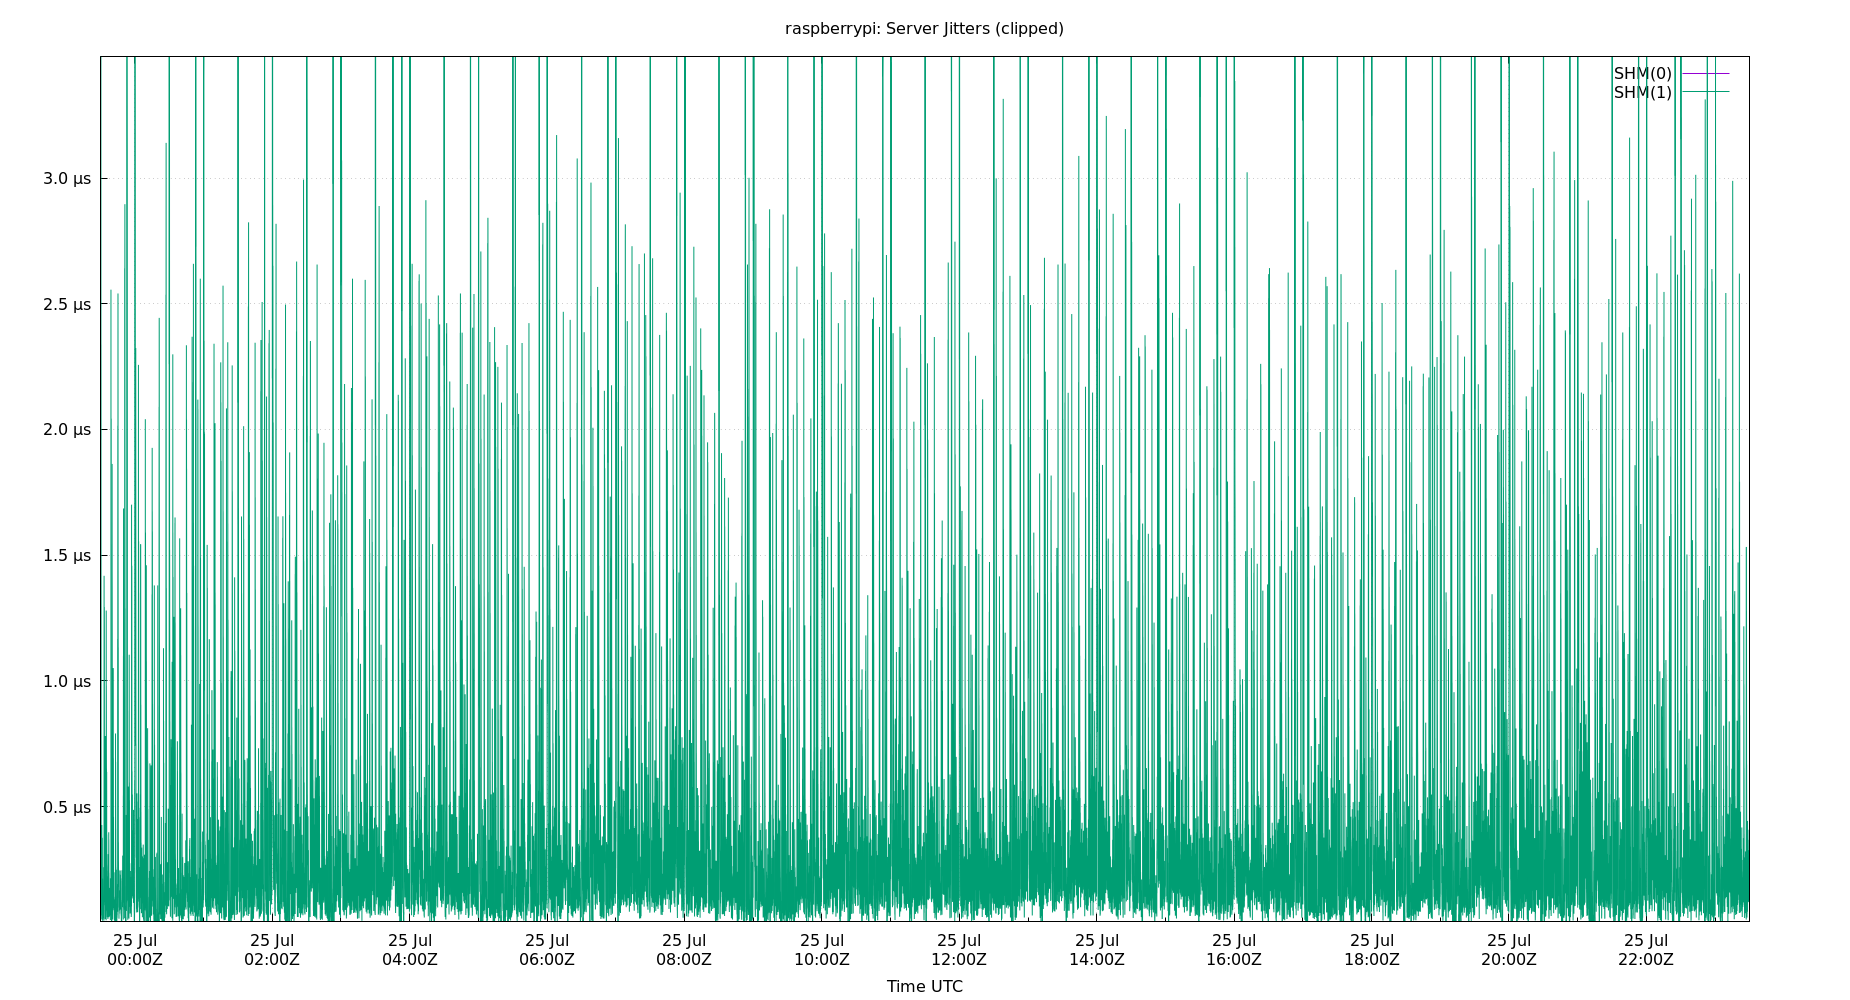 raspberrypi: Server Jitters (clipped)
SHM(0)
SHM(1)
3.0 µs
2.5 µs
2.0 µs
1.5 µs
1.0 µs
0.5 µs
25 Jul 25 Jul 25 Jul 25 Jul 25 Jul 25 Jul 25 Jul 25 Jul 25 Jul 25 Jul 25 Jul 25 Jul
00:00Z 02:00Z 04:00Z 06:00Z 08:00Z 10:00Z 12:00Z 14:00Z 16:00Z 18:00Z 20:00Z 22:00Z
Time UTC